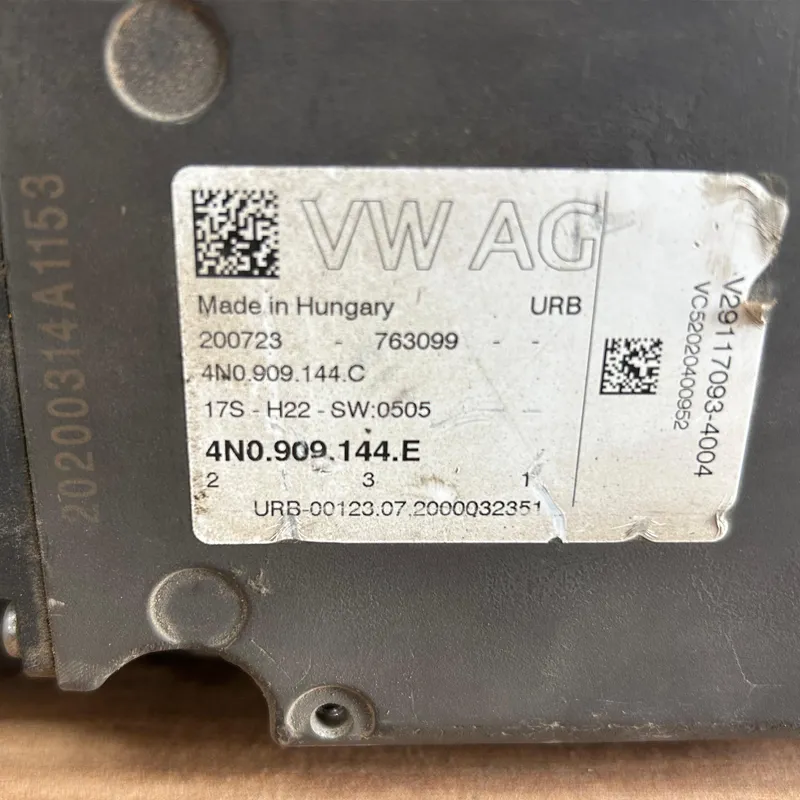 20200314A1153
VW AG
Made in Hungary URB
200723 - 763099 - -
4N0.909.144.C
17S - H22 - SW:0505
4N0.909.144.E
2 3 1
URB-00123.07.2000032351
V29117093-4004
VC52020400952